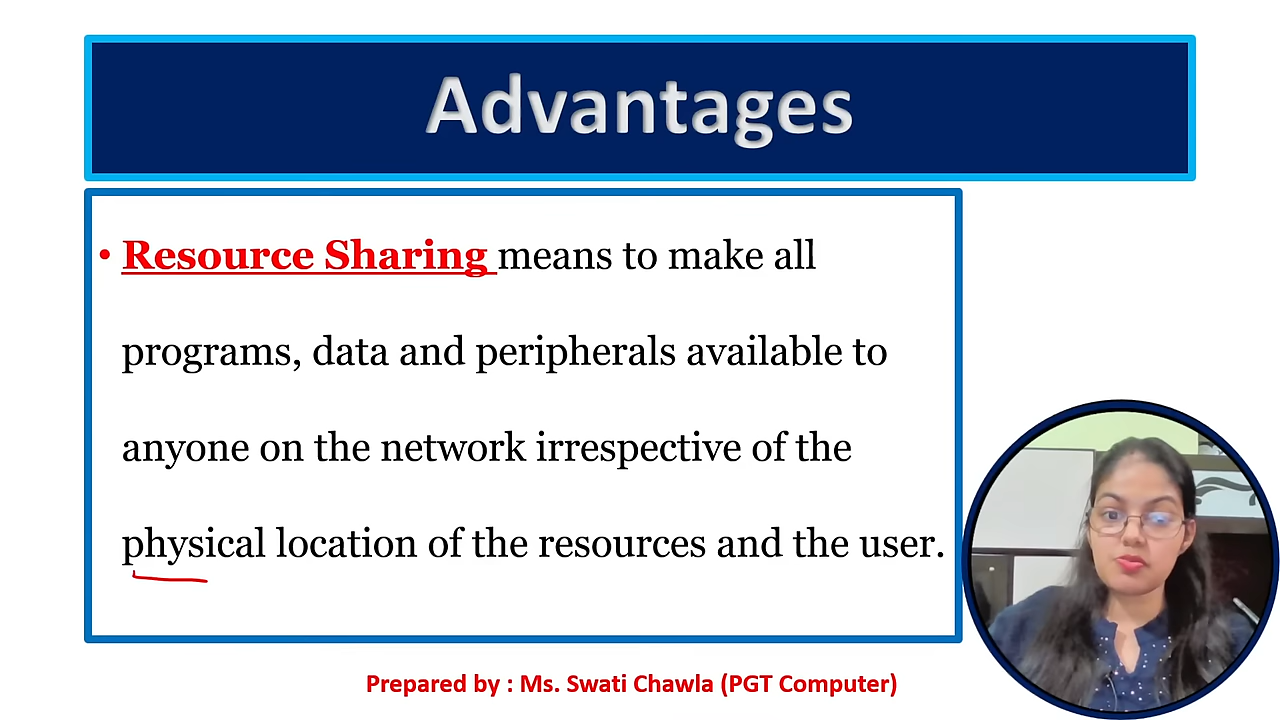 Advantages
• Resource Sharing means to make all
programs, data and peripherals available to
anyone on the network irrespective of the
physical location of the resources and the user.
Prepared by : Ms. Swati Chawla (PGT Computer)